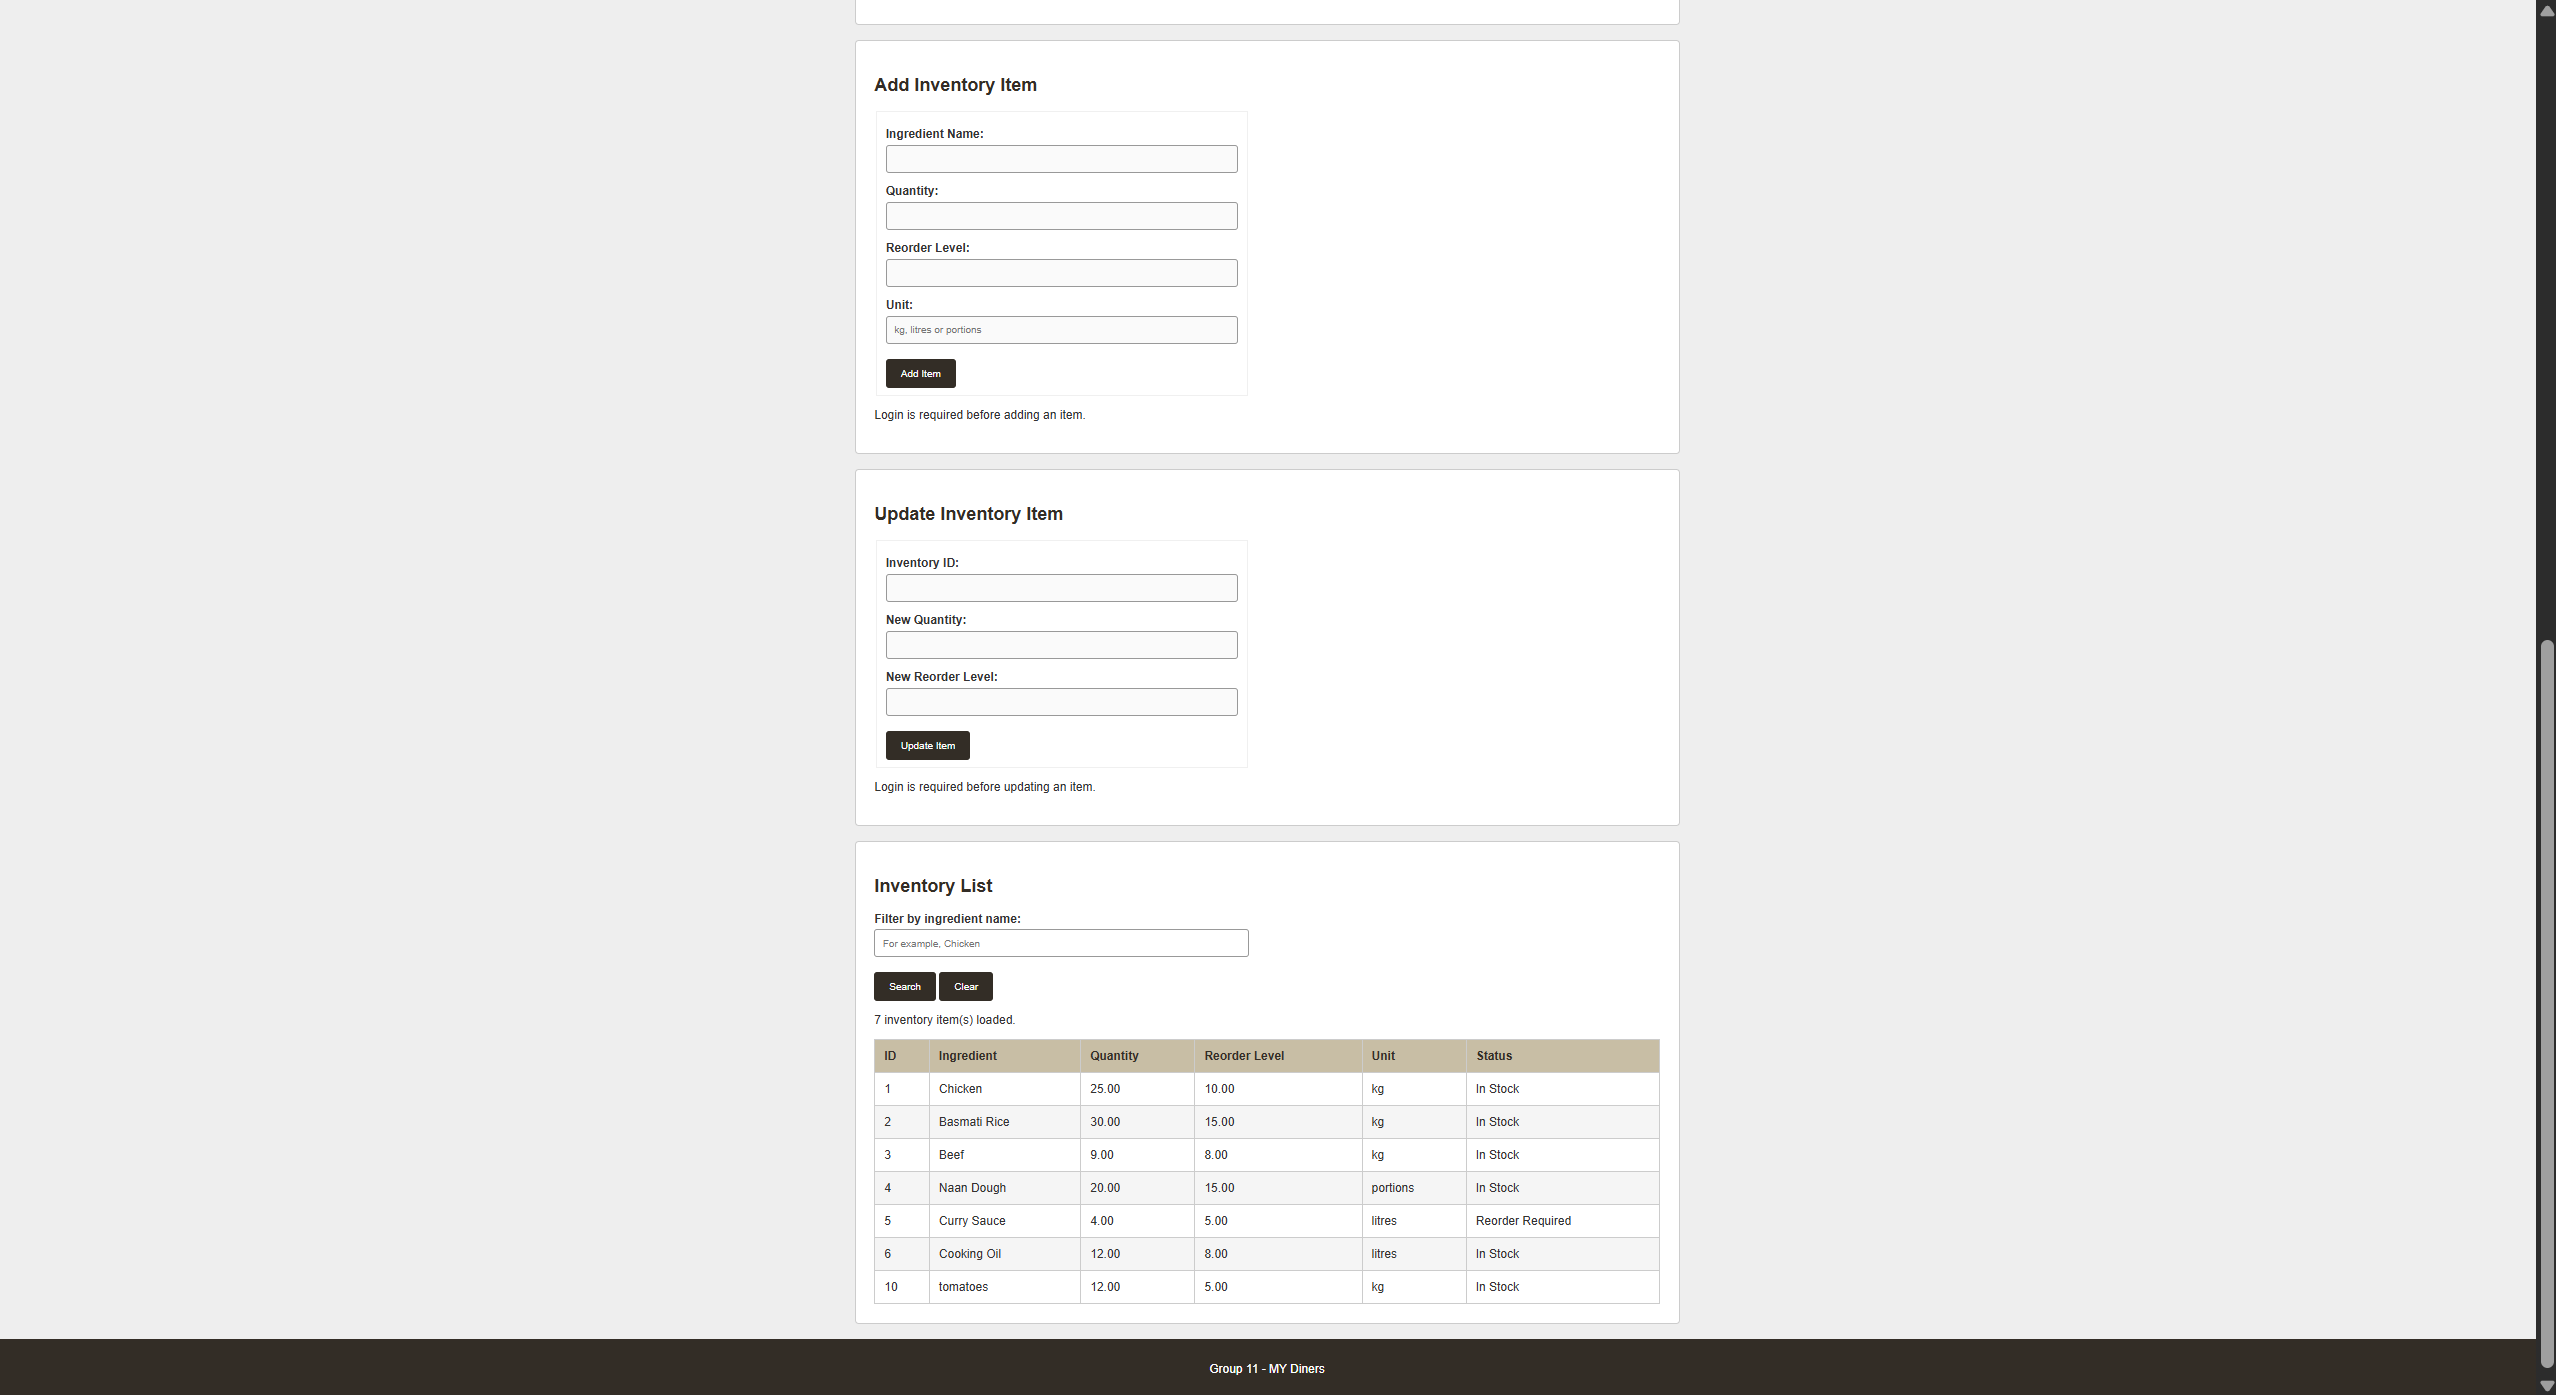 Add Inventory Item
Ingredient Name:
Quantity:
Reorder Level:
Unit:
kg, litres or portions
Add Item
Login is required before adding an item.
Update Inventory Item
Inventory ID:
New Quantity:
New Reorder Level:
Update Item
Login is required before updating an item.
Inventory List
Filter by ingredient name:
For example, Chicken
Search Clear
7 inventory item(s) loaded.
ID Ingredient Quantity Reorder Level Unit Status
1 Chicken 25.00 10.00 kg In Stock
2 Basmati Rice 30.00 15.00 kg In Stock
3 Beef 9.00 8.00 kg In Stock
4 Naan Dough 20.00 15.00 portions In Stock
5 Curry Sauce 4.00 5.00 litres Reorder Required
6 Cooking Oil 12.00 8.00 litres In Stock
10 tomatoes 12.00 5.00 kg In Stock
Group 11 - MY Diners